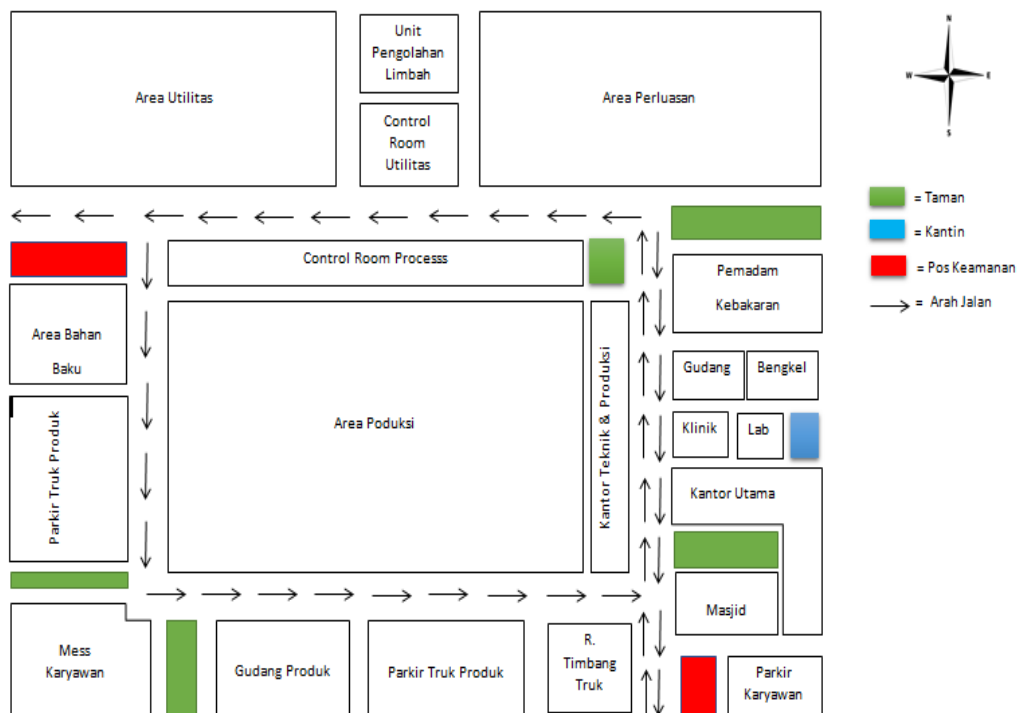 Area Utilitas
Unit
Pengolahan
Limbah
Control
Room
Utilitas
Area Perluasan
N
W
E
S
= Taman
= Kantin
= Pos Keamanan
= Arah Jalan
Control Room Processs
Pemadam
Kebakaran
Area Bahan
Baku
Gudang
Bengkel
Parkir Truk Produk
Area Poduksi
Kantor Teknik & Produksi
Klinik
Lab
Kantor Utama
Masjid
Mess
Karyawan
Gudang Produk
Parkir Truk Produk
R.
Timbang
Truk
Parkir
Karyawan